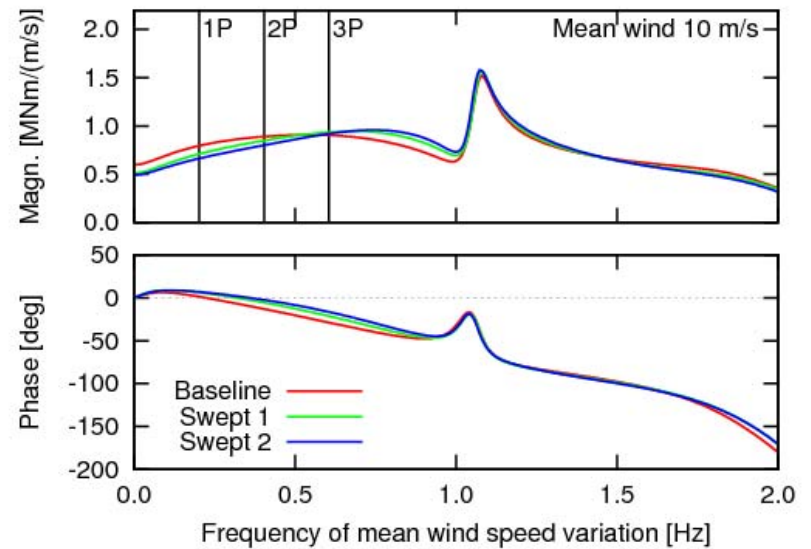 2.0
1.5
1.0
0.5
0.0
Magn. [MNm/(m/s)]
1P 2P 3P Mean wind 10 m/s
50
0
-50
-100
-150
-200
Phase [deg]
Baseline
Swept 1
Swept 2
0.0 0.5 1.0 1.5 2.0
Frequency of mean wind speed variation [Hz]